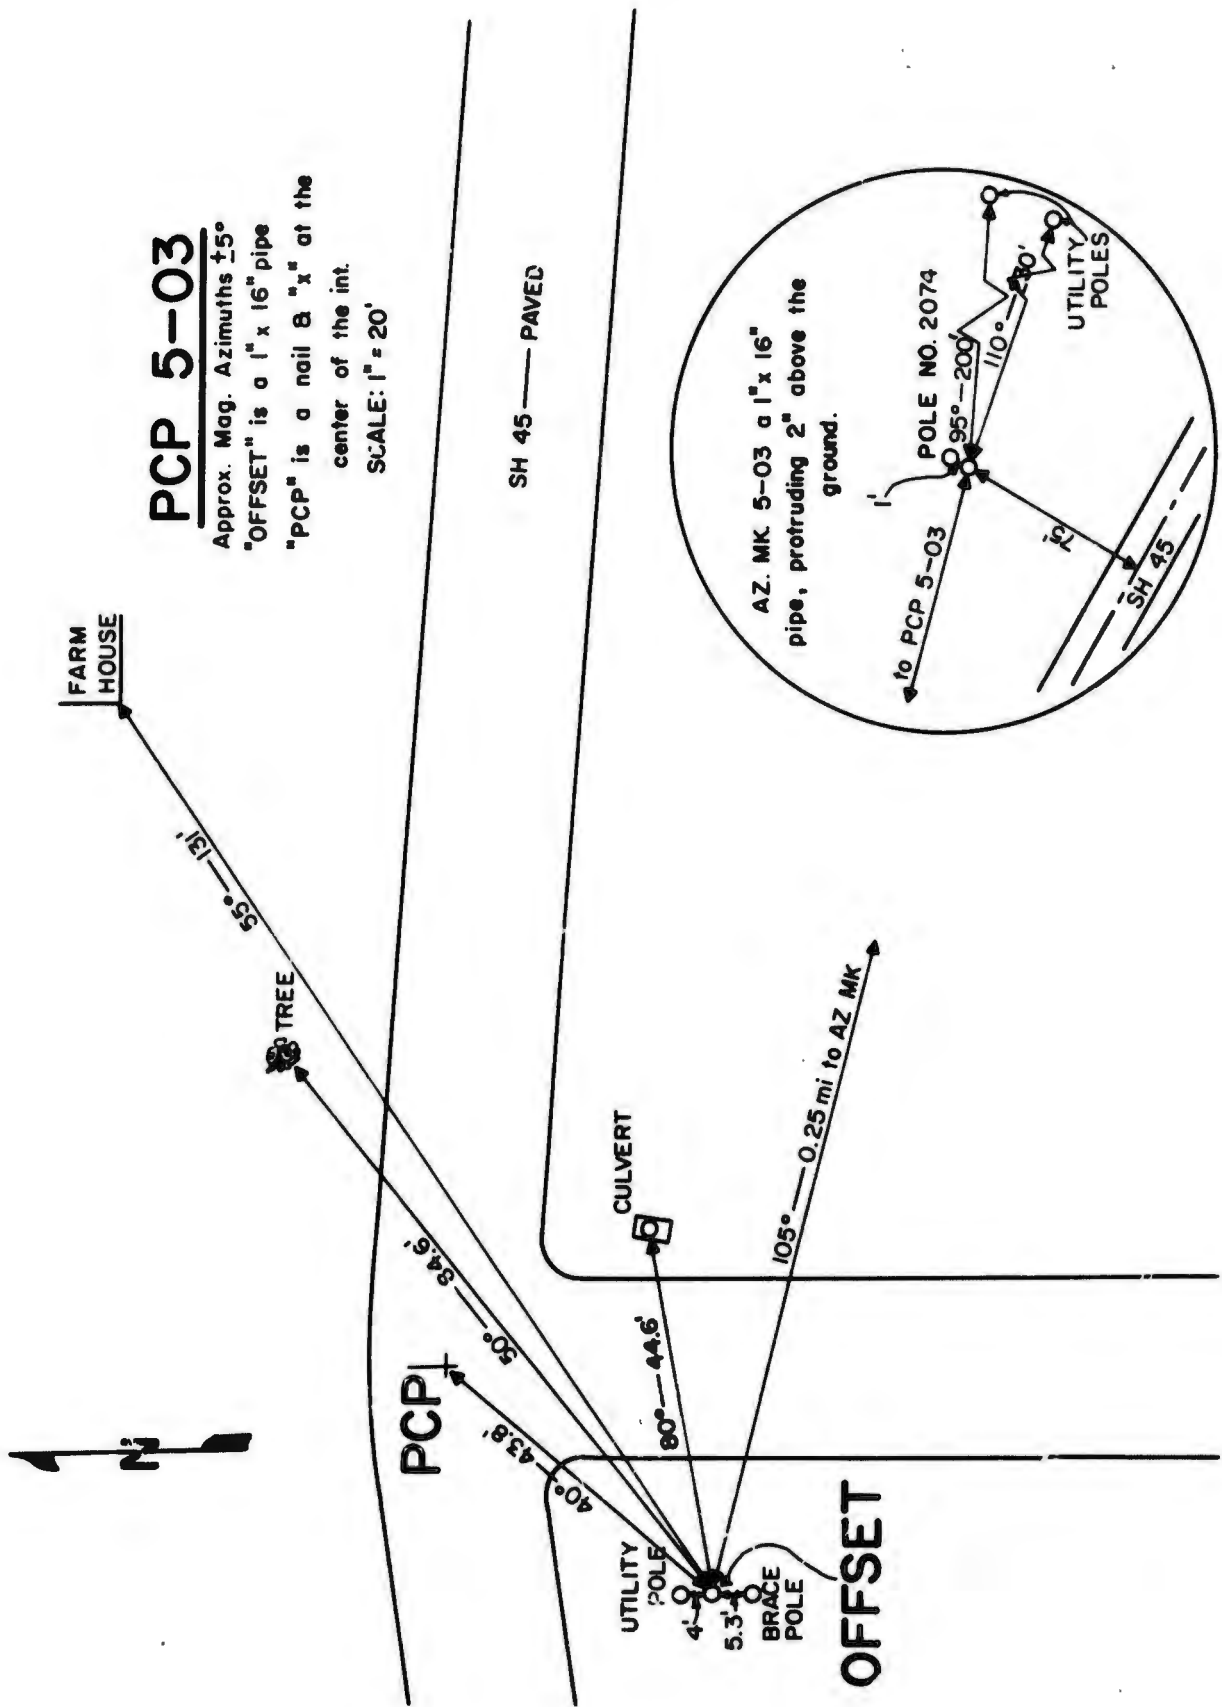 PCP 5-03
Approx. Mag. Azimuths ±5°
"OFFSET" is a 1" x 16" pipe
"PCP" is a nail & "x" at the
center of the int.
SCALE: 1" = 20'
N
FARM
HOUSE
55° — 131'
TREE
50° — 84.6'
PCP
40° — 43.8'
SH 45 — PAVED
CULVERT
80° — 44.6'
105° — 0.25 mi to AZ MK
UTILITY
POLE
4'
5.3'
BRACE
POLE
OFFSET
AZ. MK. 5-03 a 1" x 16"
pipe, protruding 2" above the
ground.
1'
POLE NO. 2074
95° — 200'
110° — 230'
to PCP 5-03
75'
SH 45
UTILITY
POLES